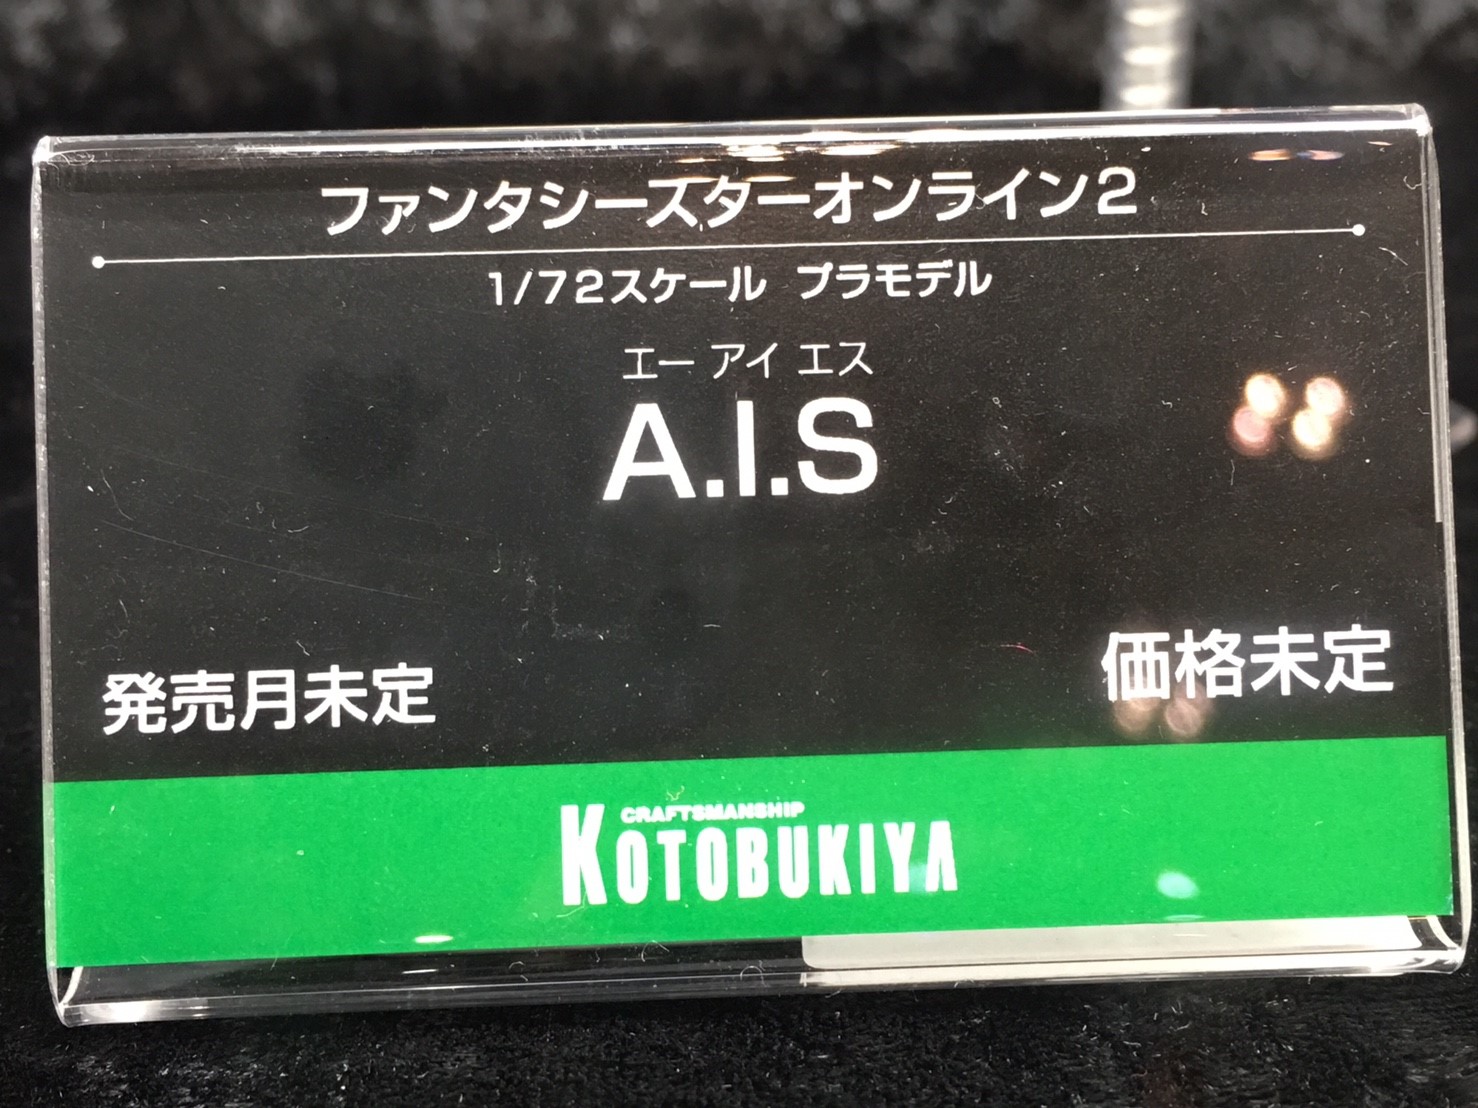 ファンタシースターオンライン2
1/72スケール プラモデル
エー アイ エス
A.I.S
発売月未定
価格未定
CRAFTSMANSHIP
KOTOBUKIYA